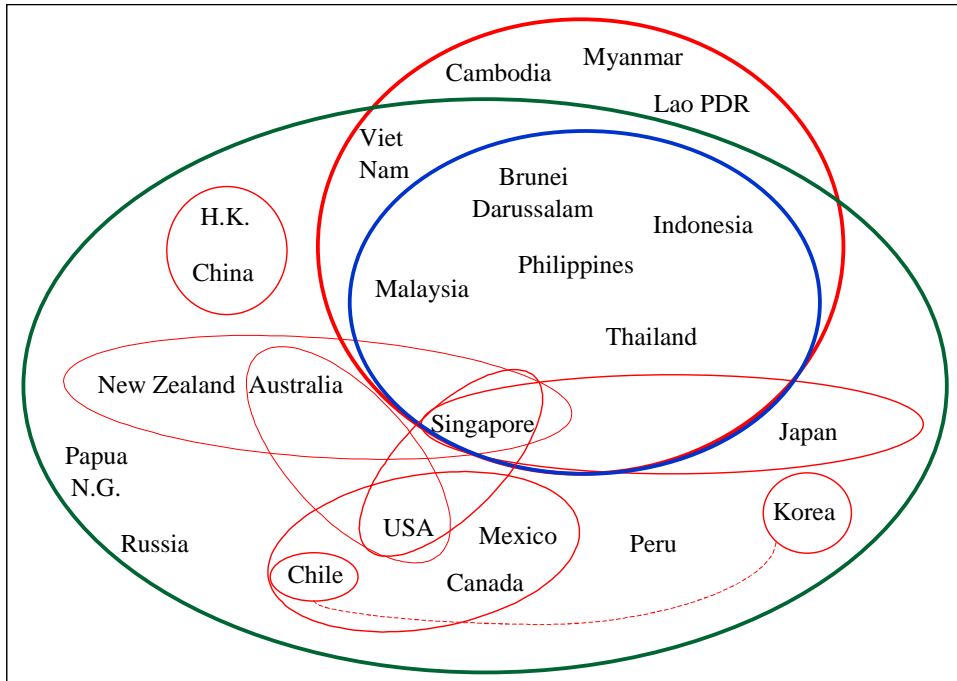 Myanmar
Cambodia
Lao PDR
Viet
Nam
Brunei
Darussalam
Indonesia
H.K.
China
Philippines
Malaysia
Thailand
New Zealand
Australia
Singapore
Japan
Papua
N.G.
Korea
USA
Mexico
Russia
Peru
Chile
Canada